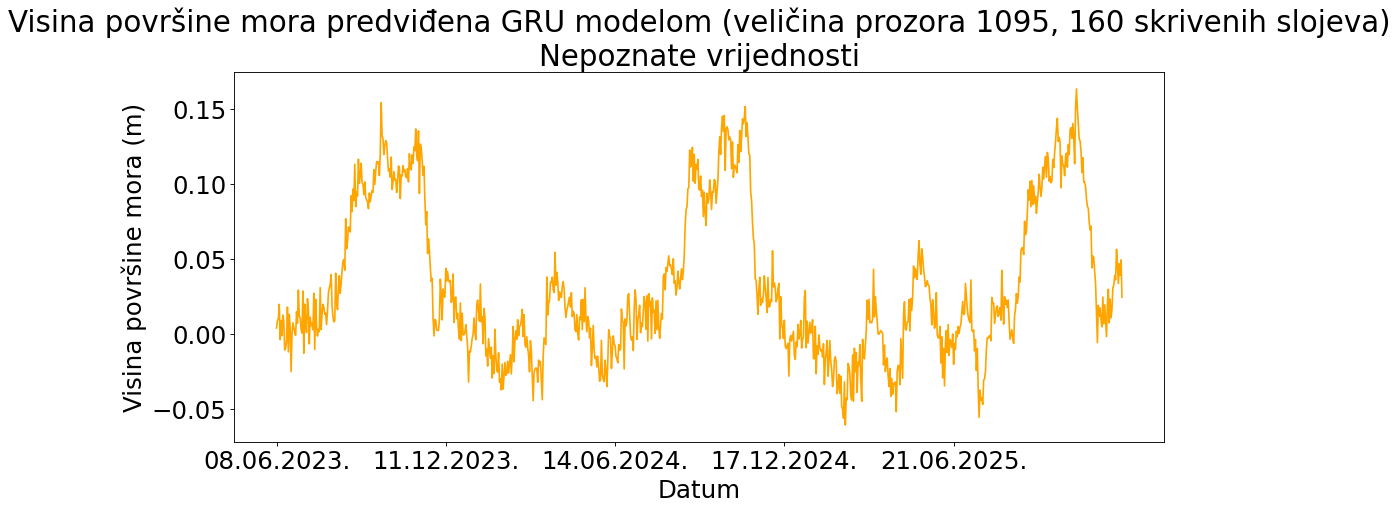 Visina površine mora predviđena GRU modelom (veličina prozora 1095, 160 skrivenih slojeva)
Nepoznate vrijednosti
Visina površine mora (m)
0.15
0.10
0.05
0.00
−0.05
08.06.2023. 11.12.2023. 14.06.2024. 17.12.2024. 21.06.2025.
Datum